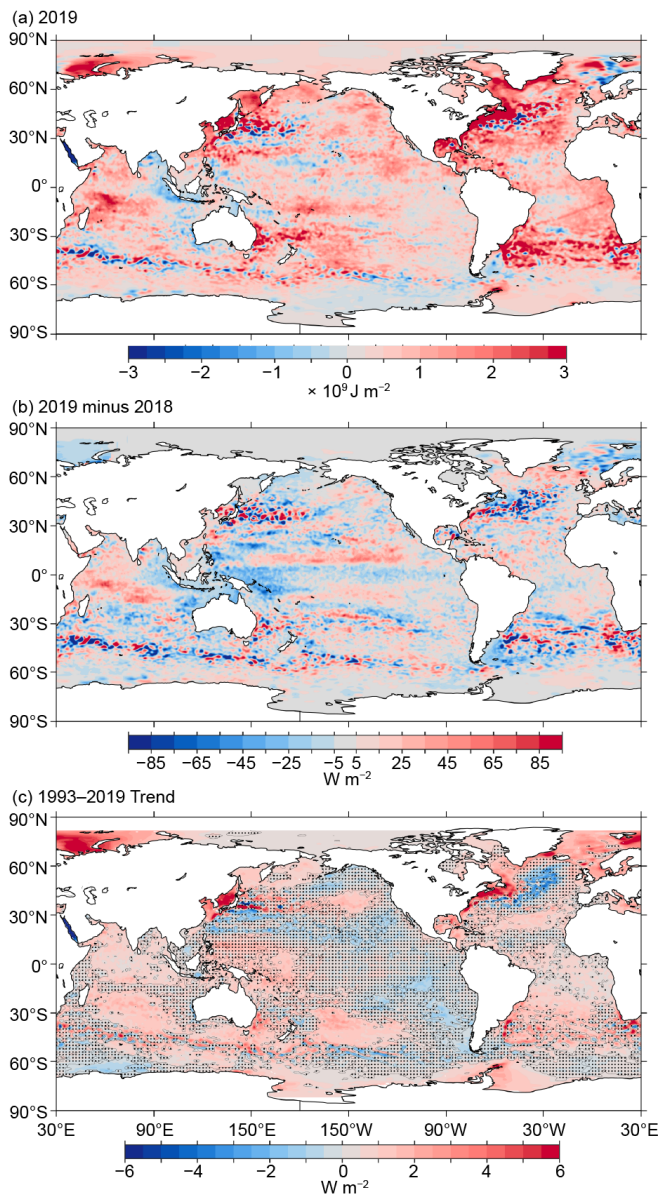 (a) 2019
90°N
60°N
30°N
0°
30°S
60°S
90°S
−3 −2 −1 0 1 2 3
× 10⁹ J m⁻²
(b) 2019 minus 2018
90°N
60°N
30°N
0°
30°S
60°S
90°S
−85 −65 −45 −25 −5 5 25 45 65 85
W m⁻²
(c) 1993–2019 Trend
90°N
60°N
30°N
0°
30°S
60°S
90°S
30°E 90°E 150°E 150°W 90°W 30°W 30°E
−6 −4 −2 0 2 4 6
W m⁻²